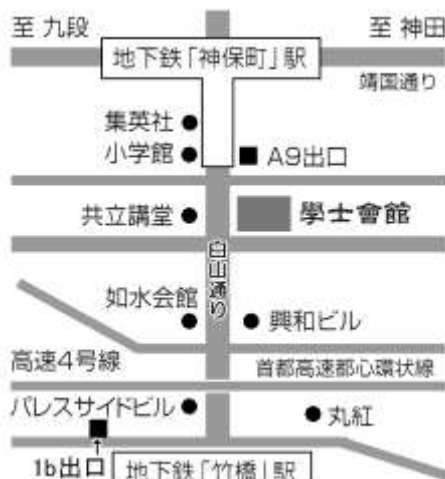 至 九段
至 神田
地下鉄「神保町」駅
靖国通り
集英社
小学館
A9出口
共立講堂
學士會館
白山通り
如水会館
興和ビル
高速4号線
首都高速都心環状線
パレスサイドビル
丸紅
1b出口
地下鉄「竹橋」駅